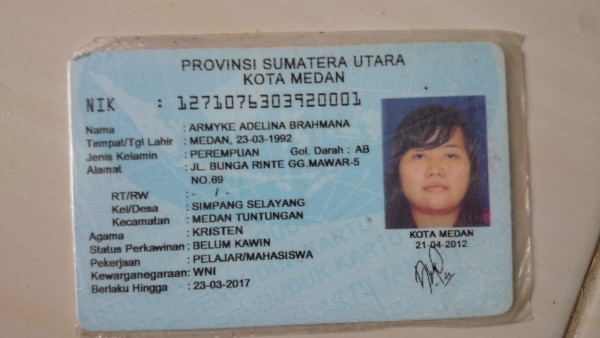 PROVINSI SUMATERA UTARA
KOTA MEDAN
NIK : 1271076303920001
Nama : ARMYKE ADELINA BRAHMANA
Tempat/Tgl Lahir : MEDAN, 23-03-1992
Jenis Kelamin : PEREMPUAN Gol. Darah : AB
Alamat : JL. BUNGA RINTE GG.MAWAR-5
NO.69
RT/RW : - / -
Kel/Desa : SIMPANG SELAYANG
Kecamatan : MEDAN TUNTUNGAN
Agama : KRISTEN
Status Perkawinan : BELUM KAWIN
Pekerjaan : PELAJAR/MAHASISWA
Kewarganegaraan: WNI
Berlaku Hingga : 23-03-2017
KOTA MEDAN
21-04-2012